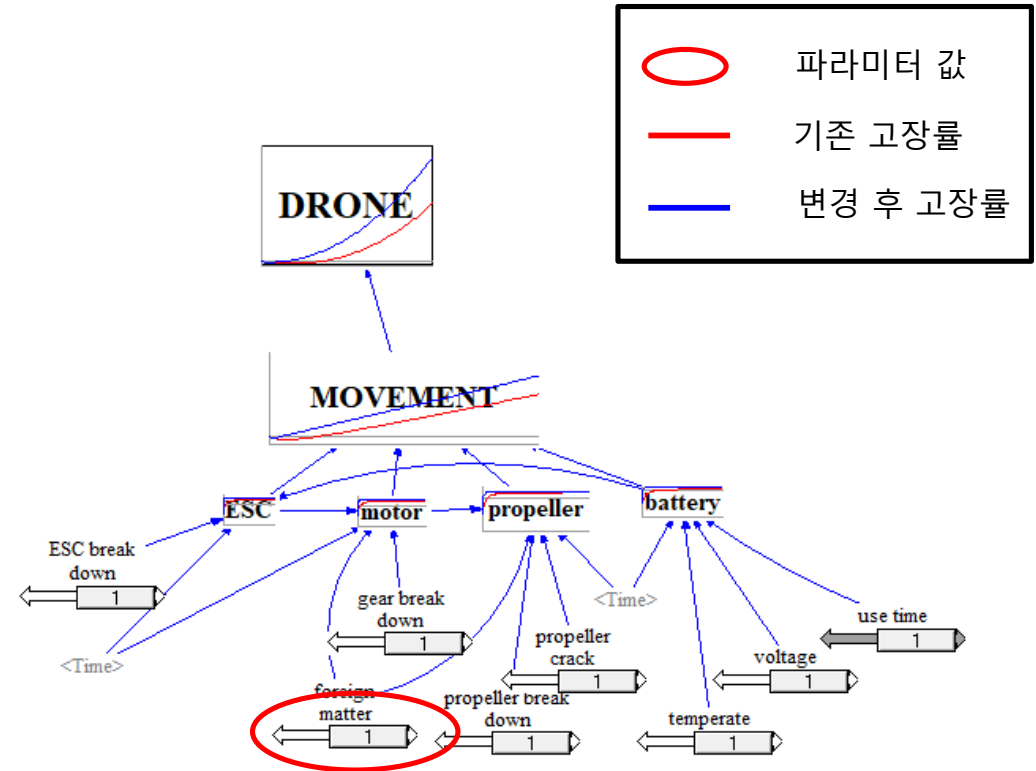 파라미터 값
기존 고장률
변경 후 고장률
DRONE
MOVEMENT
ESC
motor
propeller
battery
ESC break
down
1
<Time>
gear break
down
1
foreign
matter
1
propeller break
down
1
propeller
crack
1
<Time>
temperate
1
voltage
1
use time
1